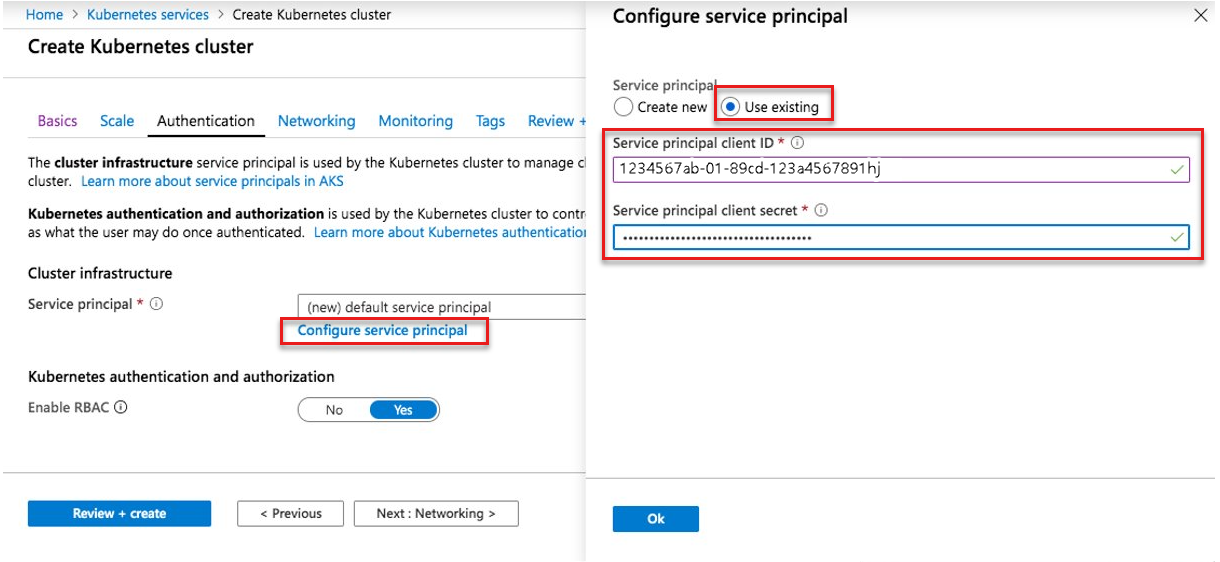 Home > Kubernetes services > Create Kubernetes cluster
Create Kubernetes cluster
Basics Scale Authentication Networking Monitoring Tags Review +
The cluster infrastructure service principal is used by the Kubernetes cluster to manage cl
cluster. Learn more about service principals in AKS
Kubernetes authentication and authorization is used by the Kubernetes cluster to contr
as what the user may do once authenticated. Learn more about Kubernetes authentication
Cluster infrastructure
Service principal *
(new) default service principal
Configure service principal
Kubernetes authentication and authorization
Enable RBAC
No Yes
Review + create
< Previous
Next : Networking >
Configure service principal
Service principal
Create new Use existing
Service principal client ID *
1234567ab-01-89cd-123a4567891hj
Service principal client secret *
Ok